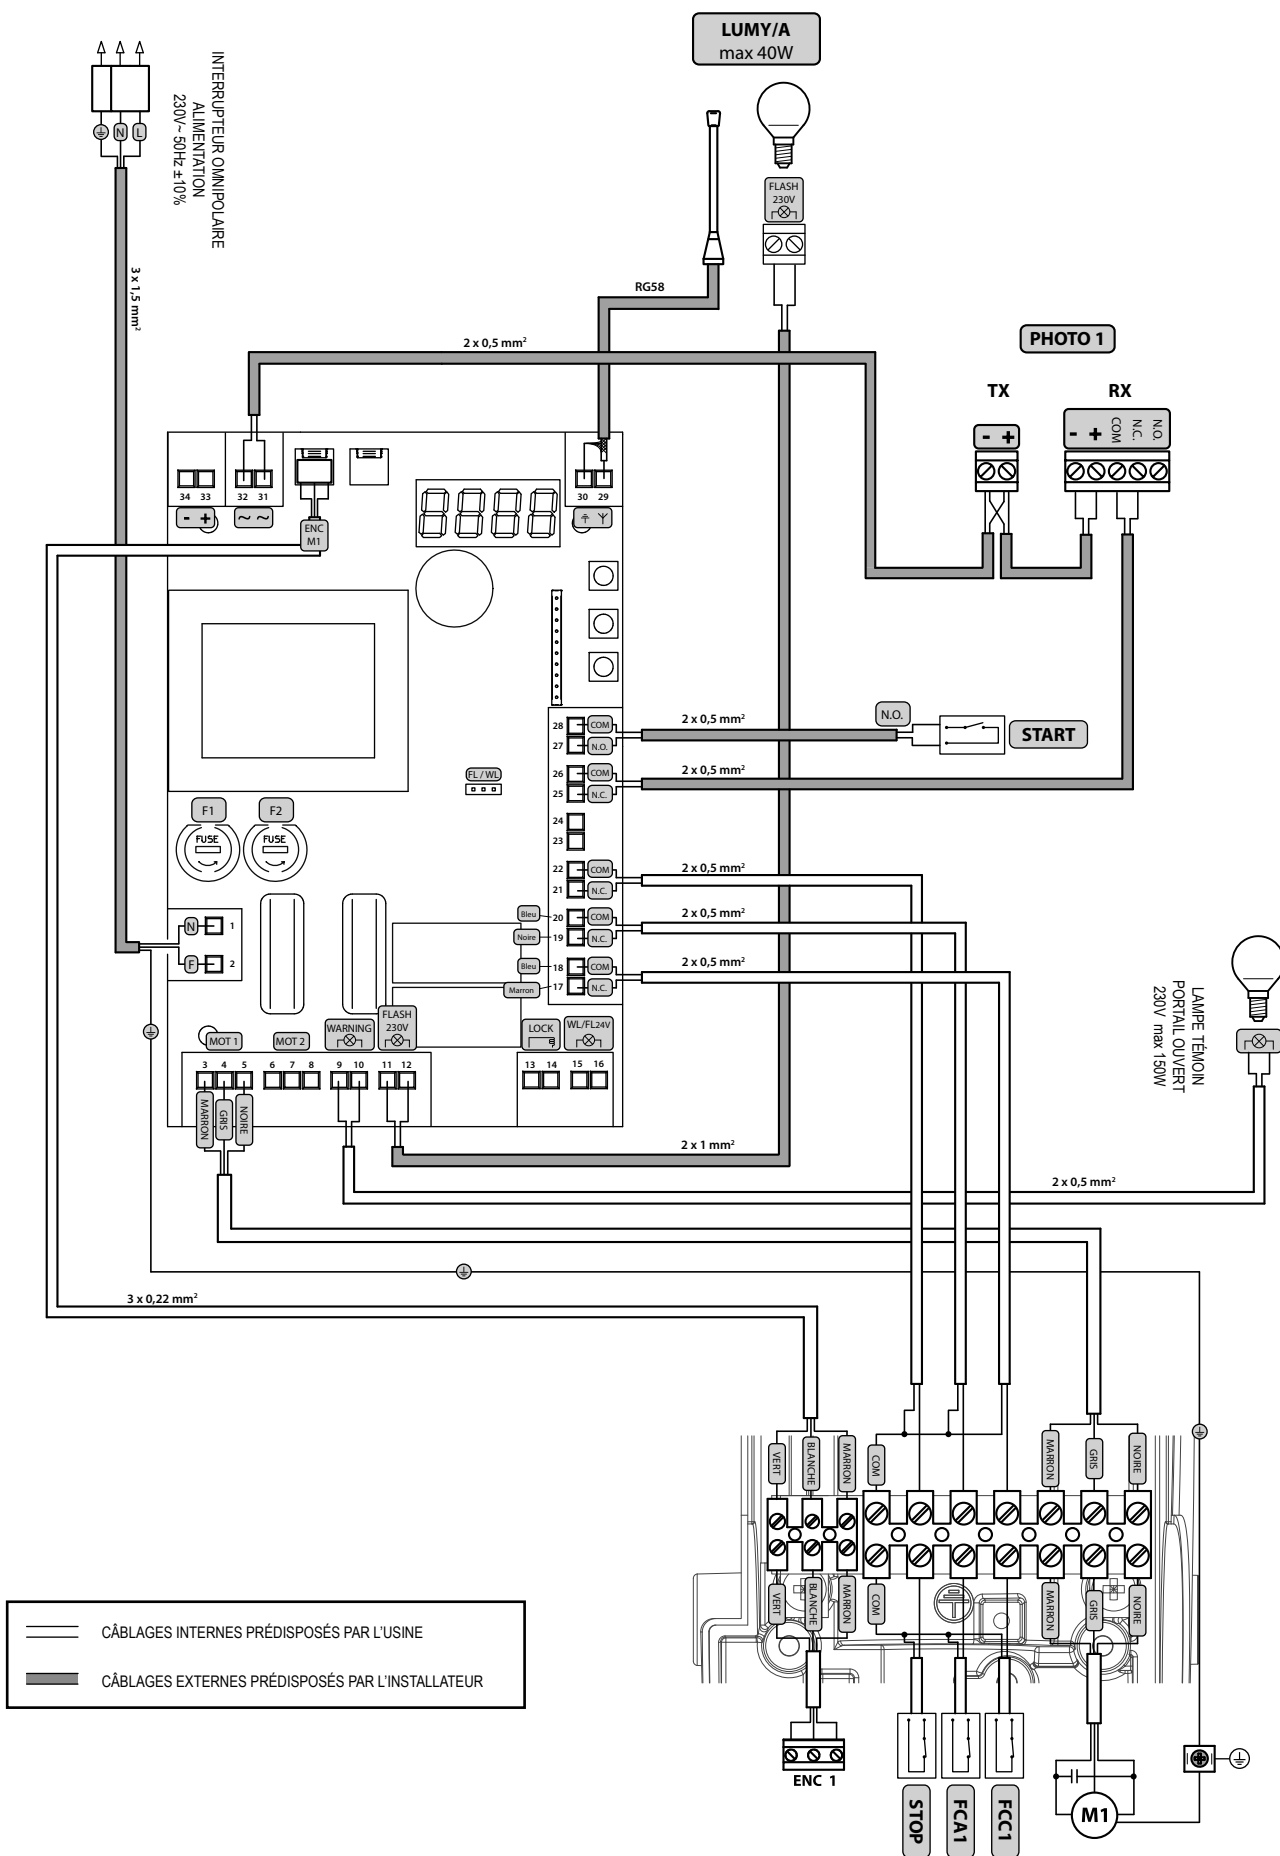 LUMY/A
max 40W
INTERRUPTEUR OMNIPOLAIRE
ALIMENTATION
230V~ 50Hz ±10%
N
L
FLASH
230V
3 x 1,5 mm²
RG58
2 x 0,5 mm²
PHOTO 1
TX
RX
- +
- + COM N.C. N.O.
34 33
32 31
30 29
- +
~ ~
ENC
M1
28 COM
27 N.O.
2 x 0,5 mm²
N.O.
START
26 COM
25 N.C.
2 x 0,5 mm²
FL / WL
24
23
F1
F2
FUSE
FUSE
22 COM
21 N.C.
2 x 0,5 mm²
Bleu 20 COM
Noire 19 N.C.
2 x 0,5 mm²
Bleu 18 COM
Marron 17 N.C.
2 x 0,5 mm²
N 1
F 2
LAMPE TÉMOIN
PORTAIL OUVERT
230V max 150W
MOT 1
MOT 2
WARNING
FLASH
230V
LOCK
WL/FL24V
3 4 5
6 7 8
9 10
11 12
13 14
15 16
MARRON
GRIS
NOIRE
2 x 1 mm²
2 x 0,5 mm²
3 x 0,22 mm²
VERT
BLANCHE
MARRON
COM
MARRON
GRIS
NOIRE
VERT
BLANCHE
MARRON
COM
MARRON
GRIS
NOIRE
CÂBLAGES INTERNES PRÉDISPOSÉS PAR L'USINE
CÂBLAGES EXTERNES PRÉDISPOSÉS PAR L'INSTALLATEUR
ENC 1
STOP
FCA1
FCC1
M1